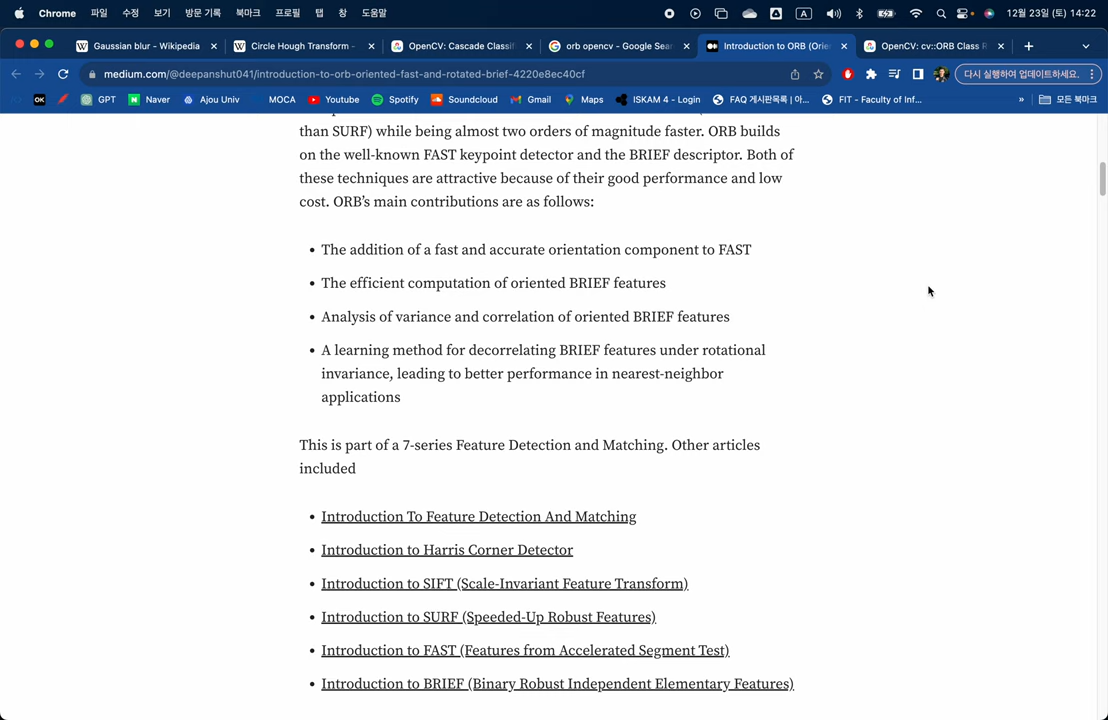 Chrome 파일 수정 보기 방문 기록 북마크 프로필 탭 창 도움말 A 12월 23일 (토) 14:22
Gaussian blur - Wikipedia Circle Hough Transform - OpenCV: Cascade Classif orb opencv - Google Sear Introduction to ORB (Orie OpenCV: cv::ORB Class R
medium.com/@deepanshut041/introduction-to-orb-oriented-fast-and-rotated-brief-4220e8ec40cf 다시 실행하여 업데이트하세요.
OK GPT Naver Ajou Univ MOCA Youtube Spotify Soundcloud Gmail Maps ISKAM 4 - Login FAQ 게시판목록 | 아... FIT - Faculty of Inf... » 모든 북마크
than SURF) while being almost two orders of magnitude faster. ORB builds
on the well-known FAST keypoint detector and the BRIEF descriptor. Both of
these techniques are attractive because of their good performance and low
cost. ORB’s main contributions are as follows:
• The addition of a fast and accurate orientation component to FAST
• The efficient computation of oriented BRIEF features
• Analysis of variance and correlation of oriented BRIEF features
• A learning method for decorrelating BRIEF features under rotational
invariance, leading to better performance in nearest-neighbor
applications
This is part of a 7-series Feature Detection and Matching. Other articles
included
• Introduction To Feature Detection And Matching
• Introduction to Harris Corner Detector
• Introduction to SIFT (Scale-Invariant Feature Transform)
• Introduction to SURF (Speeded-Up Robust Features)
• Introduction to FAST (Features from Accelerated Segment Test)
• Introduction to BRIEF (Binary Robust Independent Elementary Features)